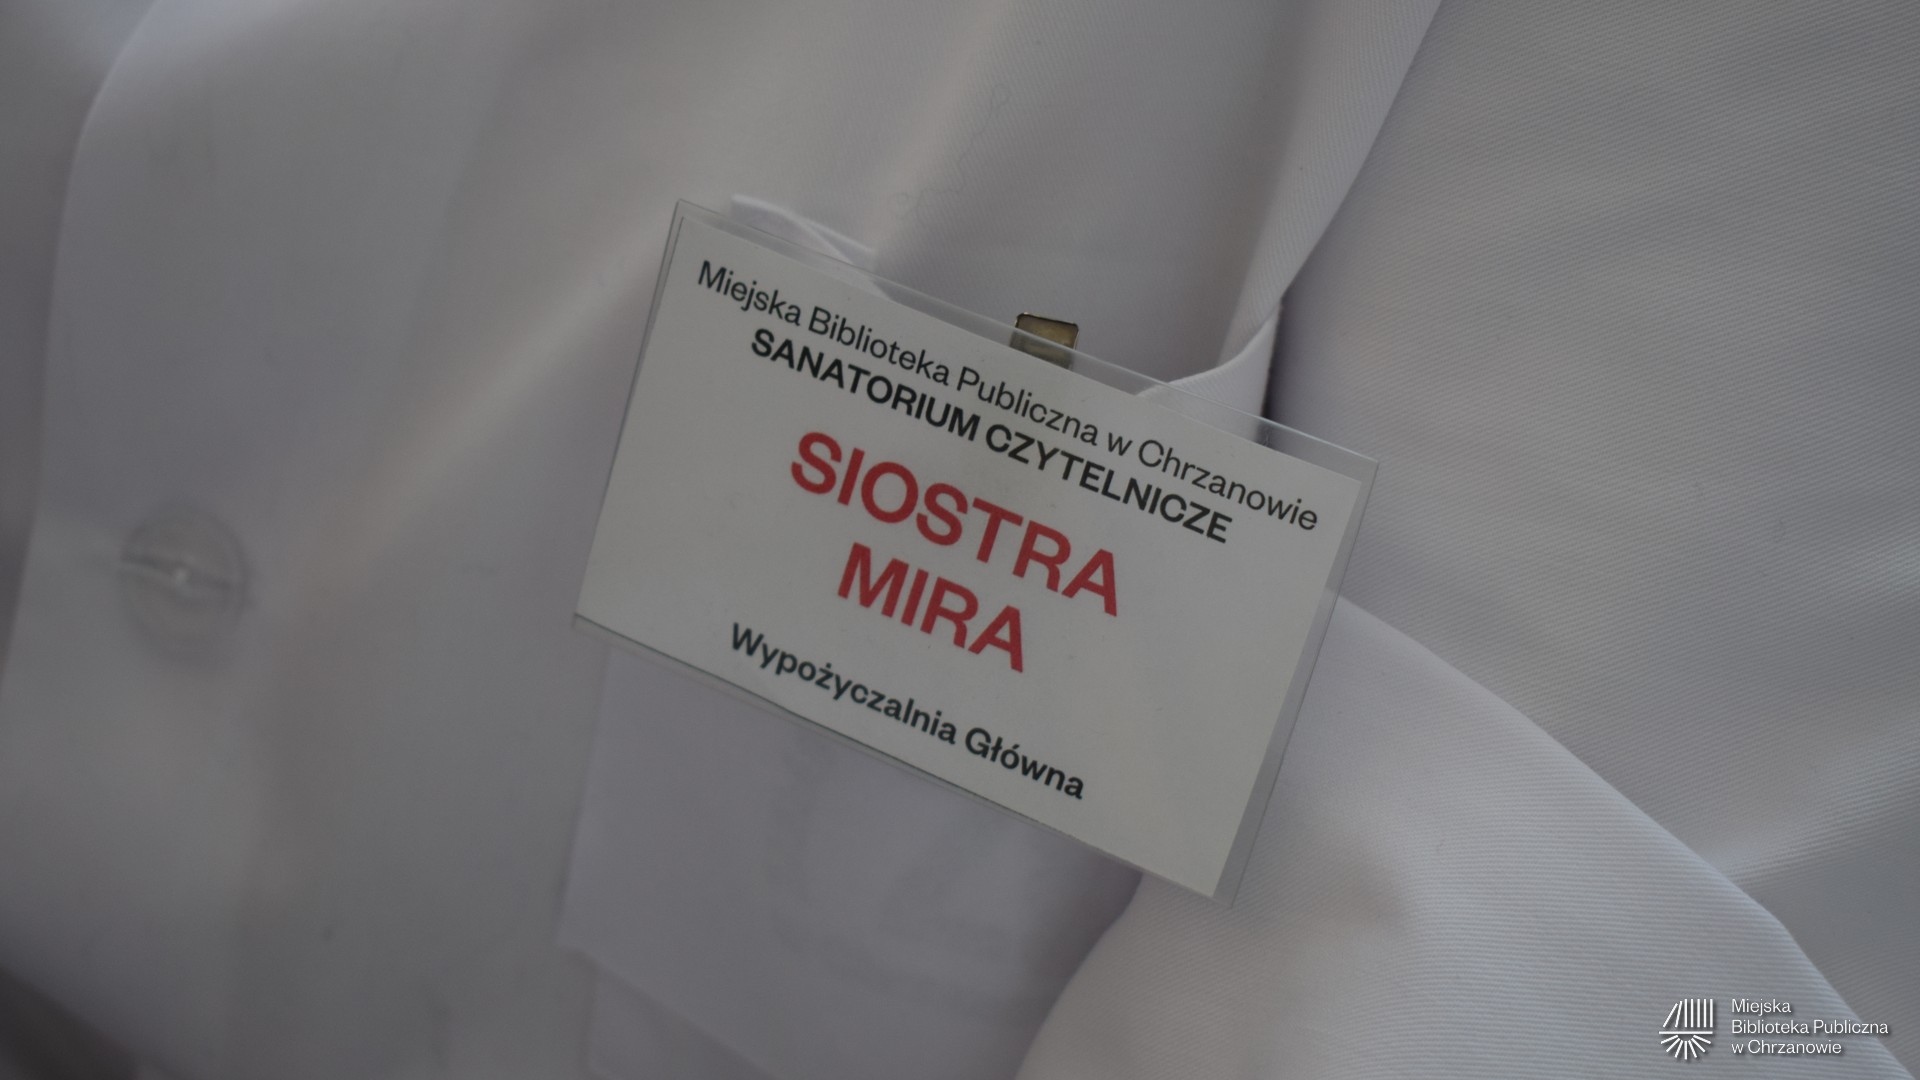 Miejska Biblioteka Publiczna w Chrzanowie
SANATORIUM CZYTELNICZE
SIOSTRA
MIRA
Wypożyczalnia Główna
Miejska
Biblioteka Publiczna
w Chrzanowie